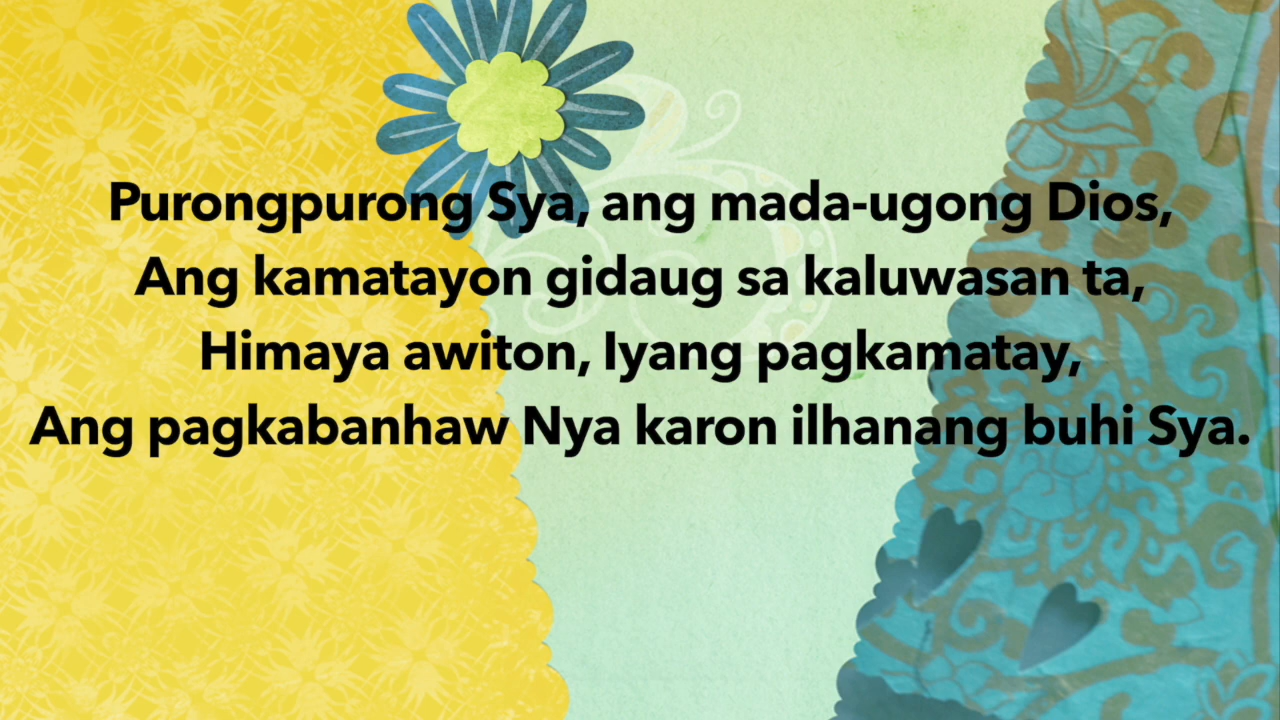 Purongpurong Sya, ang mada-ugong Dios,
Ang kamatayon gidaug sa kaluwasan ta,
Himaya awiton, Iyang pagkamatay,
Ang pagkabanhaw Nya karon ilhanang buhi Sya.